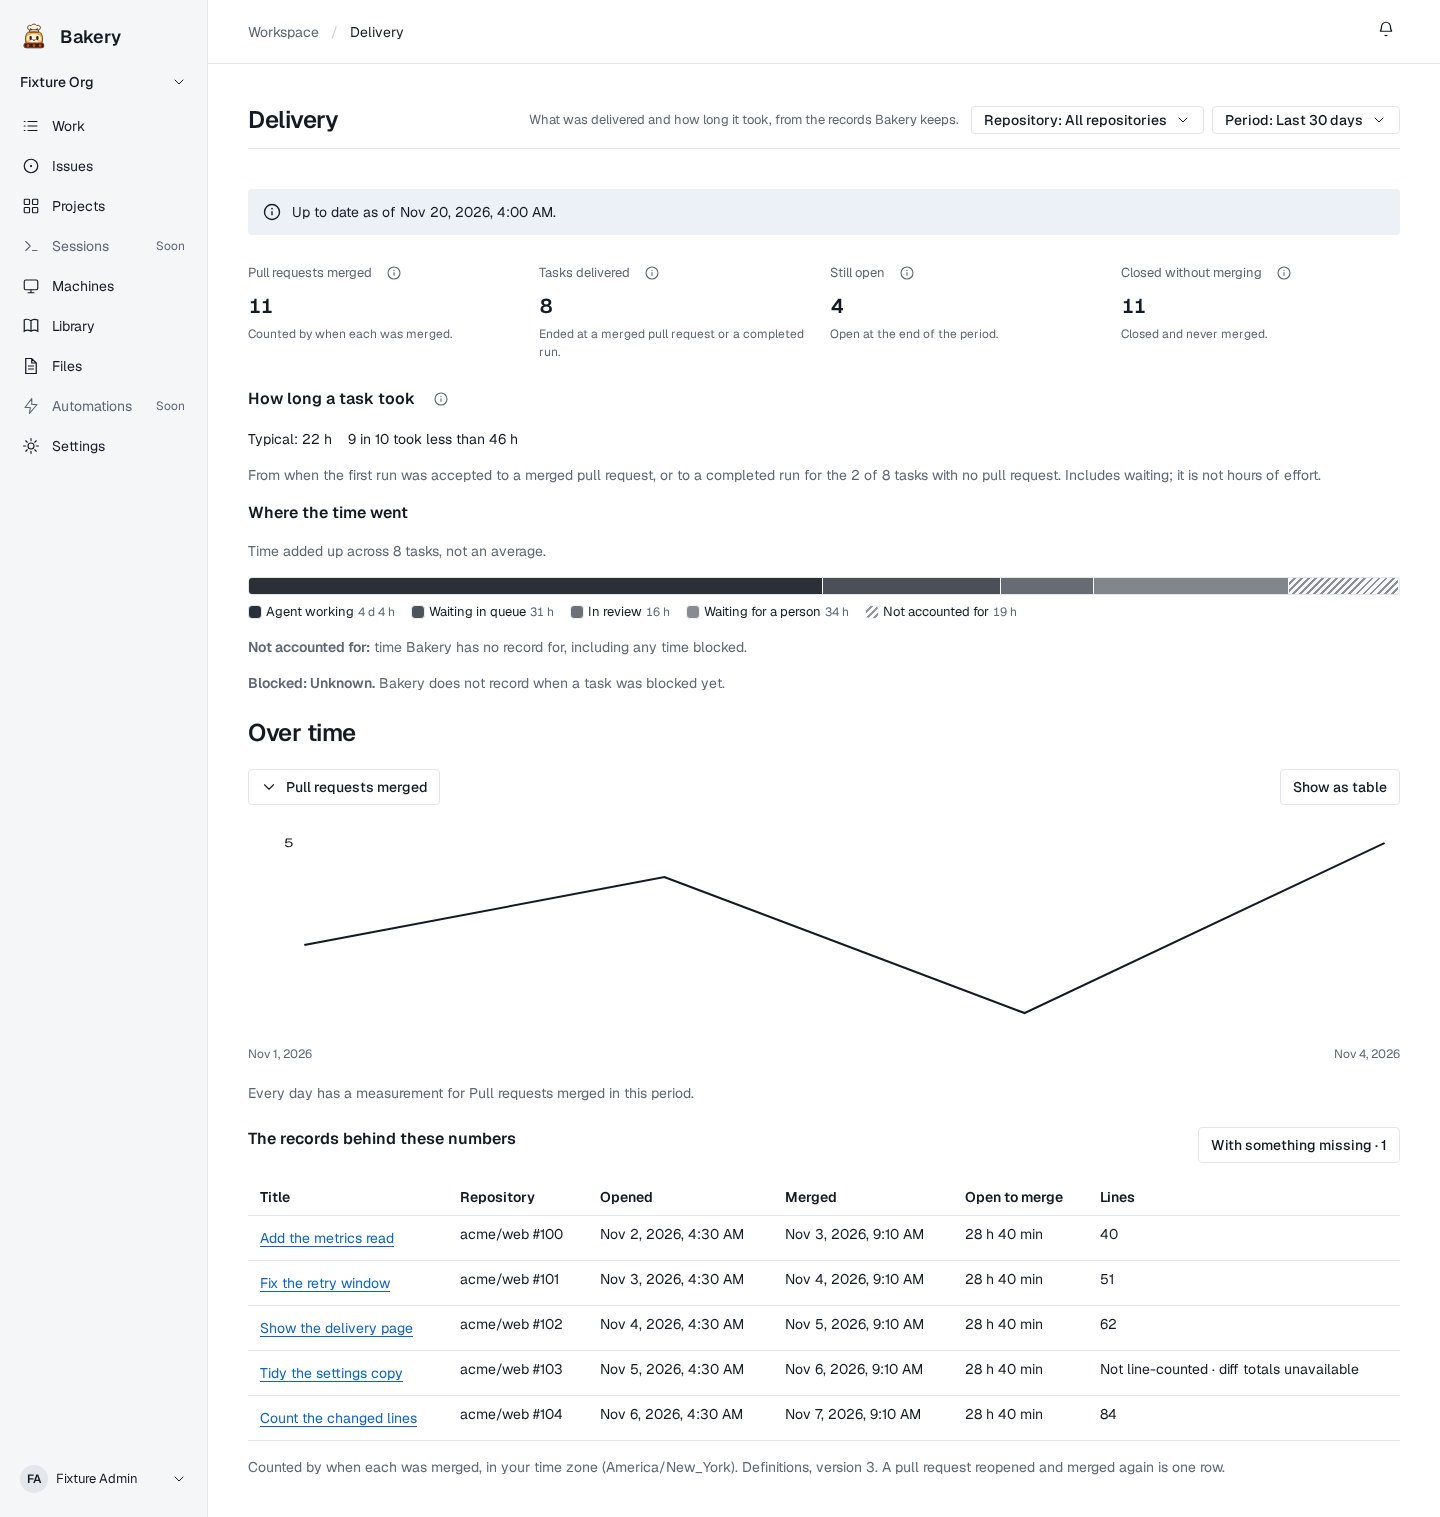 Bakery
Fixture Org
Work
Issues
Projects
Sessions Soon
Machines
Library
Files
Automations Soon
Settings
FA Fixture Admin
Workspace / Delivery
Delivery
What was delivered and how long it took, from the records Bakery keeps.
Repository: All repositories
Period: Last 30 days
Up to date as of Nov 20, 2026, 4:00 AM.
Pull requests merged
11
Counted by when each was merged.
Tasks delivered
8
Ended at a merged pull request or a completed
run.
Still open
4
Open at the end of the period.
Closed without merging
11
Closed and never merged.
How long a task took
Typical: 22 h 9 in 10 took less than 46 h
From when the first run was accepted to a merged pull request, or to a completed run for the 2 of 8 tasks with no pull request. Includes waiting; it is not hours of effort.
Where the time went
Time added up across 8 tasks, not an average.
Agent working 4 d 4 h Waiting in queue 31 h In review 16 h Waiting for a person 34 h Not accounted for 19 h
Not accounted for: time Bakery has no record for, including any time blocked.
Blocked: Unknown. Bakery does not record when a task was blocked yet.
Over time
Pull requests merged
Show as table
5
Nov 1, 2026 Nov 4, 2026
Every day has a measurement for Pull requests merged in this period.
The records behind these numbers
With something missing · 1
Title Repository Opened Merged Open to merge Lines
Add the metrics read acme/web #100 Nov 2, 2026, 4:30 AM Nov 3, 2026, 9:10 AM 28 h 40 min 40
Fix the retry window acme/web #101 Nov 3, 2026, 4:30 AM Nov 4, 2026, 9:10 AM 28 h 40 min 51
Show the delivery page acme/web #102 Nov 4, 2026, 4:30 AM Nov 5, 2026, 9:10 AM 28 h 40 min 62
Tidy the settings copy acme/web #103 Nov 5, 2026, 4:30 AM Nov 6, 2026, 9:10 AM 28 h 40 min Not line-counted · diff totals unavailable
Count the changed lines acme/web #104 Nov 6, 2026, 4:30 AM Nov 7, 2026, 9:10 AM 28 h 40 min 84
Counted by when each was merged, in your time zone (America/New_York). Definitions, version 3. A pull request reopened and merged again is one row.